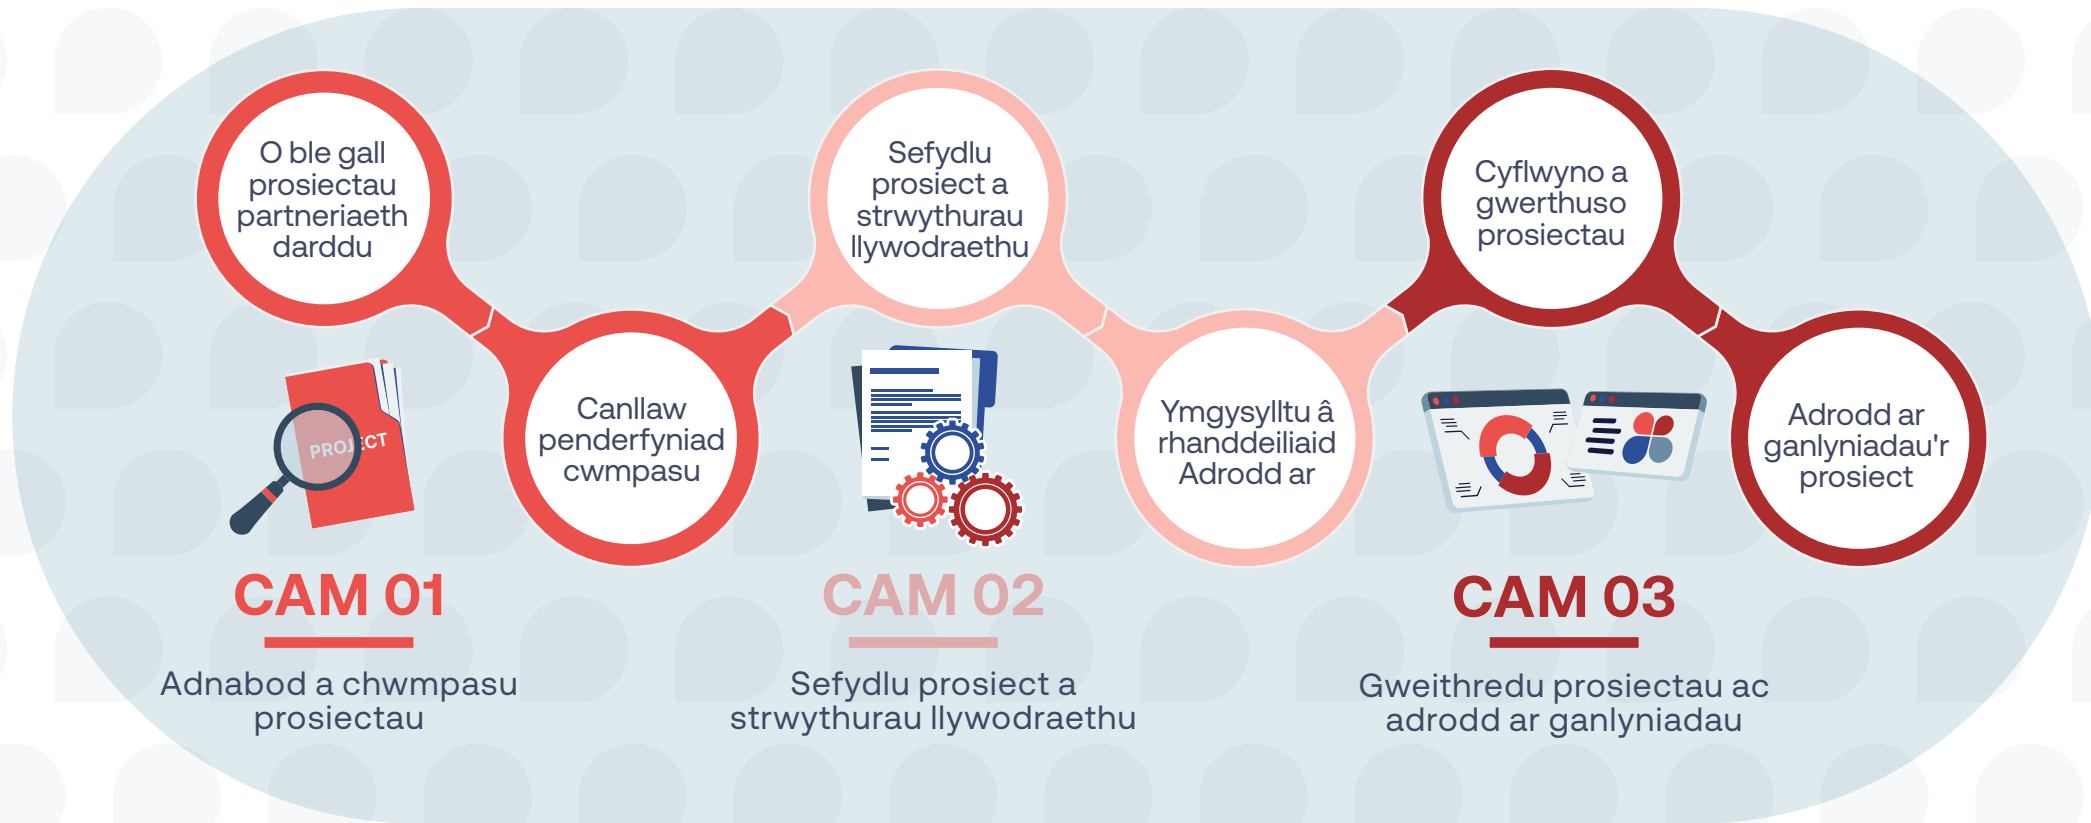 O ble gall
prosiectau
partneriaeth
darddu
Canllaw
penderfyniad
cwmpasu
Sefydlu
prosiect a
strwythurau
llywodraethu
Ymgysylltu â
rhanddeiliaid
Adrodd ar
Cyflwyno a
gwerthuso
prosiectau
Adrodd ar
ganlyniadau'r
prosiect
PROJECT
CAM 01
Adnabod a chwmpasu
prosiectau
CAM 02
Sefydlu prosiect a
strwythurau llywodraethu
CAM 03
Gweithredu prosiectau ac
adrodd ar ganlyniadau